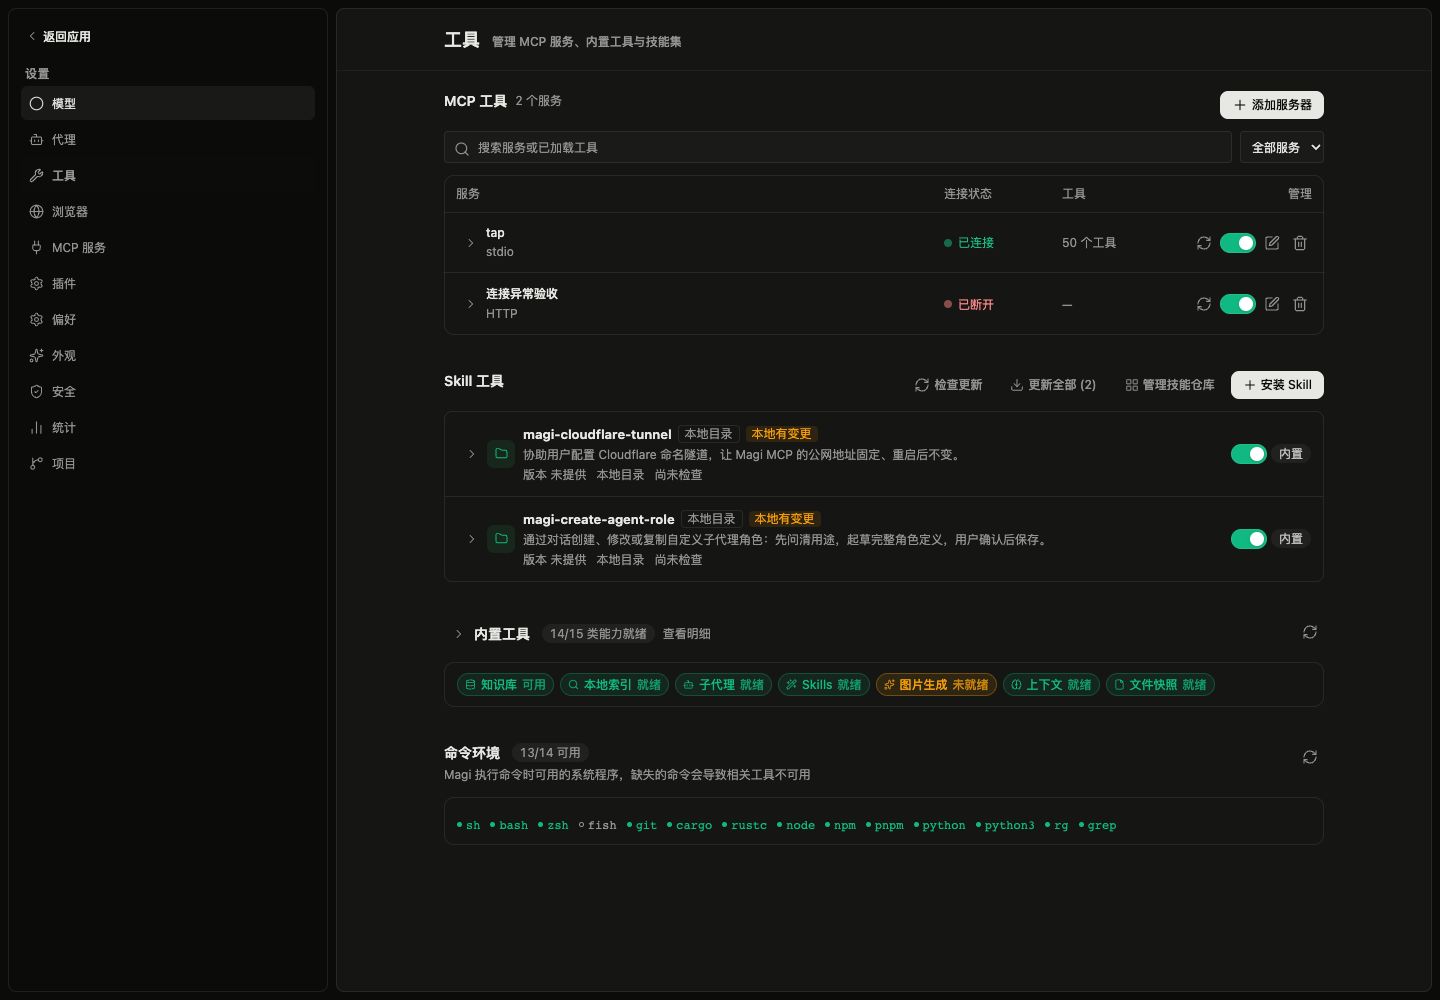 返回应用
设置
模型
代理
工具
浏览器
MCP 服务
插件
偏好
外观
安全
统计
项目
工具 管理 MCP 服务、内置工具与技能集
MCP 工具 2 个服务
添加服务器
搜索服务或已加载工具
全部服务
服务 连接状态 工具 管理
tap
stdio
已连接 50 个工具
连接异常验收
HTTP
已断开 —
Skill 工具
检查更新 更新全部 (2) 管理技能仓库 安装 Skill
magi-cloudflare-tunnel 本地目录 本地有变更
协助用户配置 Cloudflare 命名隧道，让 Magi MCP 的公网地址固定、重启后不变。
版本 未提供 本地目录 尚未检查
内置
magi-create-agent-role 本地目录 本地有变更
通过对话创建、修改或复制自定义子代理角色：先问清用途，起草完整角色定义，用户确认后保存。
版本 未提供 本地目录 尚未检查
内置
内置工具 14/15 类能力就绪 查看明细
知识库 可用 本地索引 就绪 子代理 就绪 Skills 就绪 图片生成 未就绪 上下文 就绪 文件快照 就绪
命令环境 13/14 可用
Magi 执行命令时可用的系统程序，缺失的命令会导致相关工具不可用
sh bash zsh fish git cargo rustc node npm pnpm python python3 rg grep